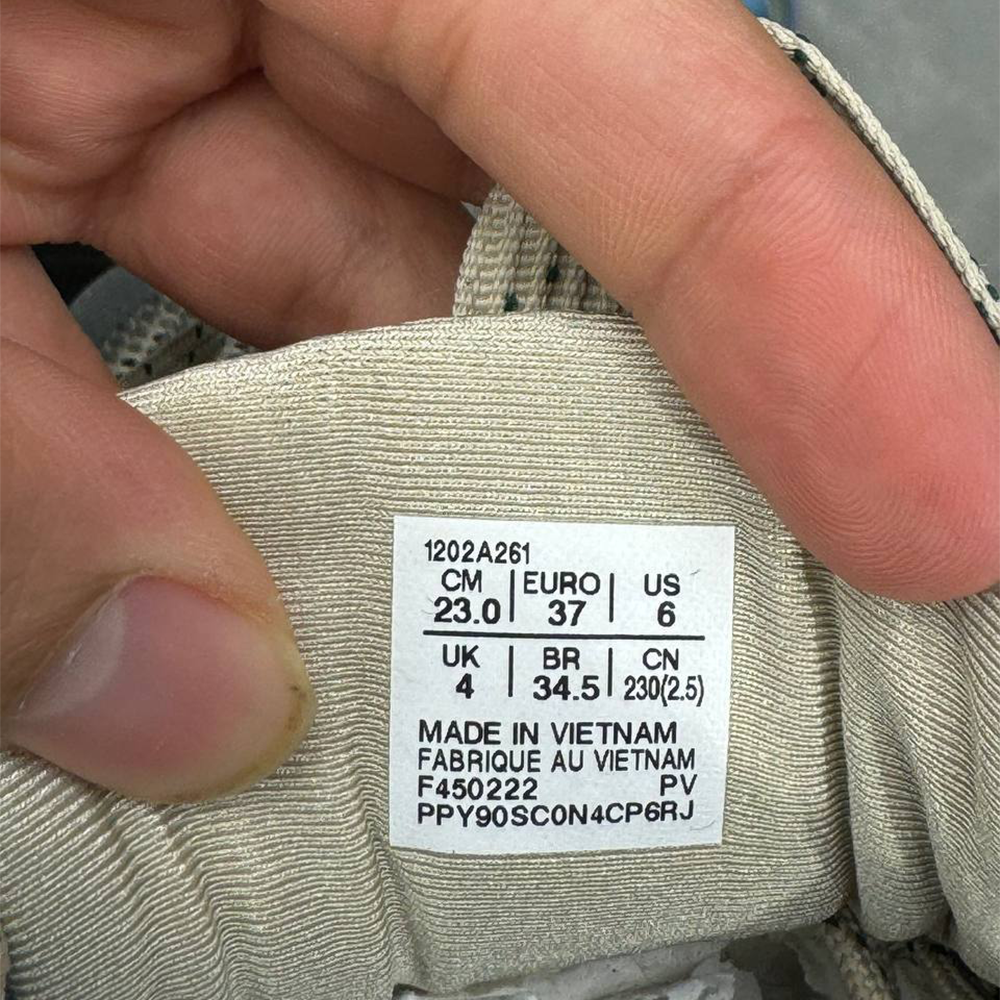 1202A261
CM | EURO | US
23.0 | 37 | 6
UK | BR | CN
4 | 34.5 | 230(2.5)
MADE IN VIETNAM
FABRIQUE AU VIETNAM
F450222 PV
PPY90SC0N4CP6RJ